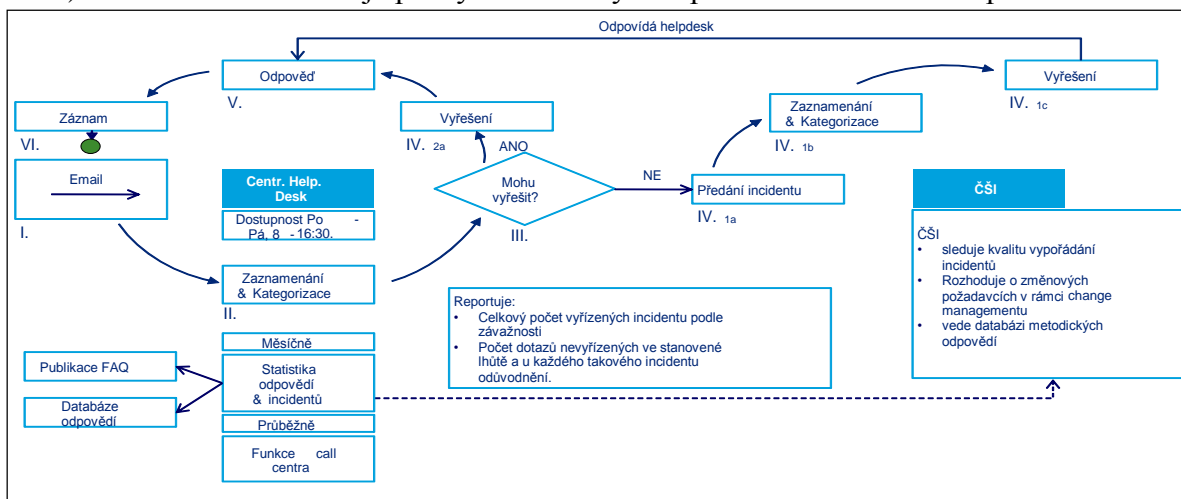 Odpovídá helpdesk
Odpověď
V.
Vyřešení
IV. 1c
Záznam
VI.
Vyřešení
IV. 2a
ANO
Zaznamenání
& Kategorizace
IV. 1b
Email
I.
Centr. Help.
Desk
Dostupnost Po -
Pá, 8 - 16:30.
Mohu
vyřešit?
III.
NE
Předání incidentu
IV. 1a
ČŠI
Zaznamenání
& Kategorizace
II.
ČŠI
• sleduje kvalitu vypořádání
incidentů
• Rozhoduje o změnových
požadavcích v rámci change
managementu
• vede databázi metodických
odpovědí
Reportuje:
• Celkový počet vyřízených incidentu podle
závažnosti
• Počet dotazů nevyřízených ve stanovené
lhůtě a u každého takového incidentu
odůvodnění.
Měsíčně
Publikace FAQ
Statistika
odpovědí
& incidentů
Databáze
odpovědí
Průběžně
Funkce call
centra